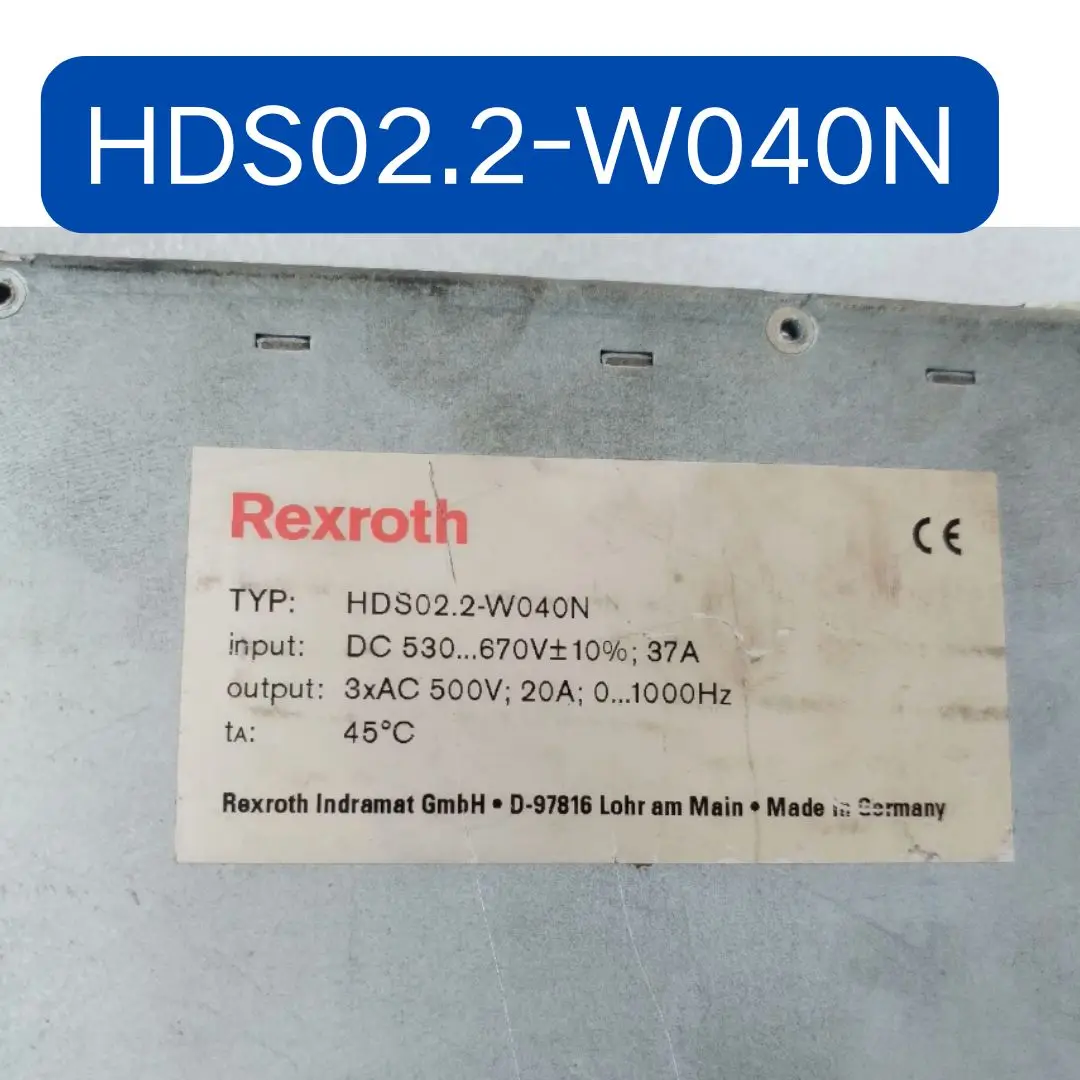 HDS02.2-W040N
Rexroth
CE
TYP: HDS02.2-W040N
input: DC 530...670V±10%; 37A
output: 3xAC 500V; 20A; 0...1000Hz
tA: 45°C
Rexroth Indramat GmbH • D-97816 Lohr am Main • Made in Germany